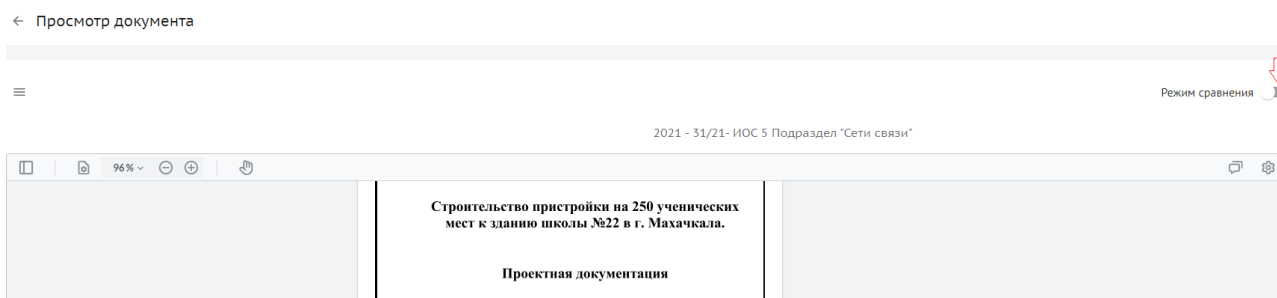 Просмотр документа
Режим сравнения
2021 - 31/21- ИОС 5 Подраздел "Сети связи"
96%
Строительство пристройки на 250 ученических
мест к зданию школы №22 в г. Махачкала.
Проектная документация